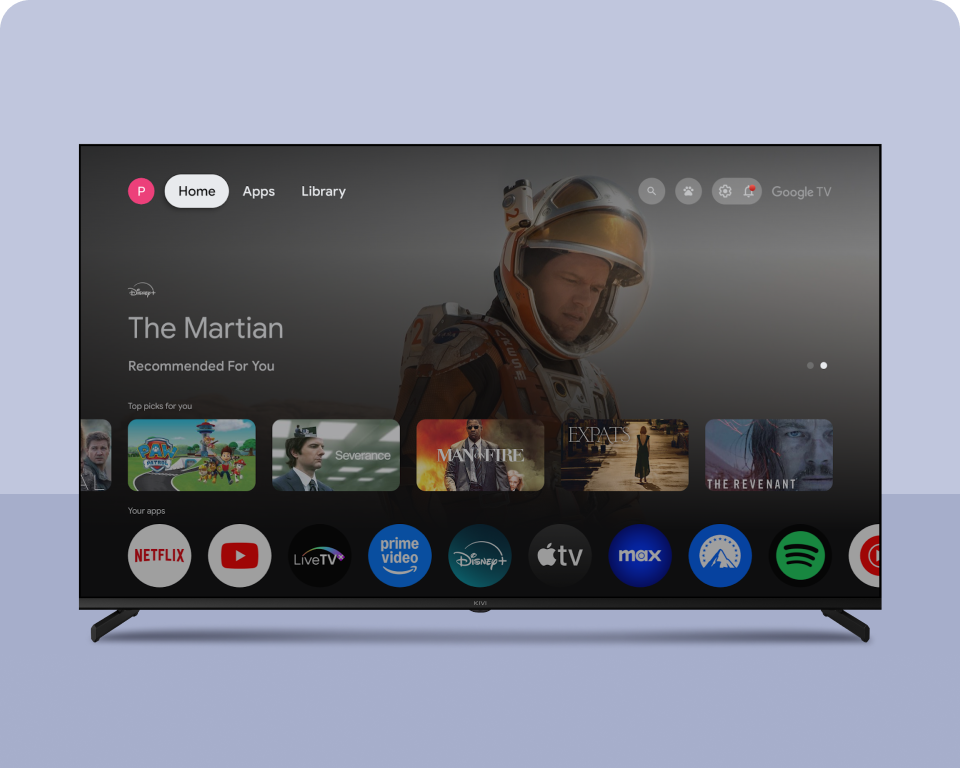 P
Home
Apps
Library
Google TV
Disney+
The Martian
Recommended For You
Top picks for you
PAW
PATROL
Severance
MAN ON FIRE
EXPATS
THE REVENANT
Your apps
NETFLIX
LiveTV
prime
video
Disney+
tv
max
KIVI